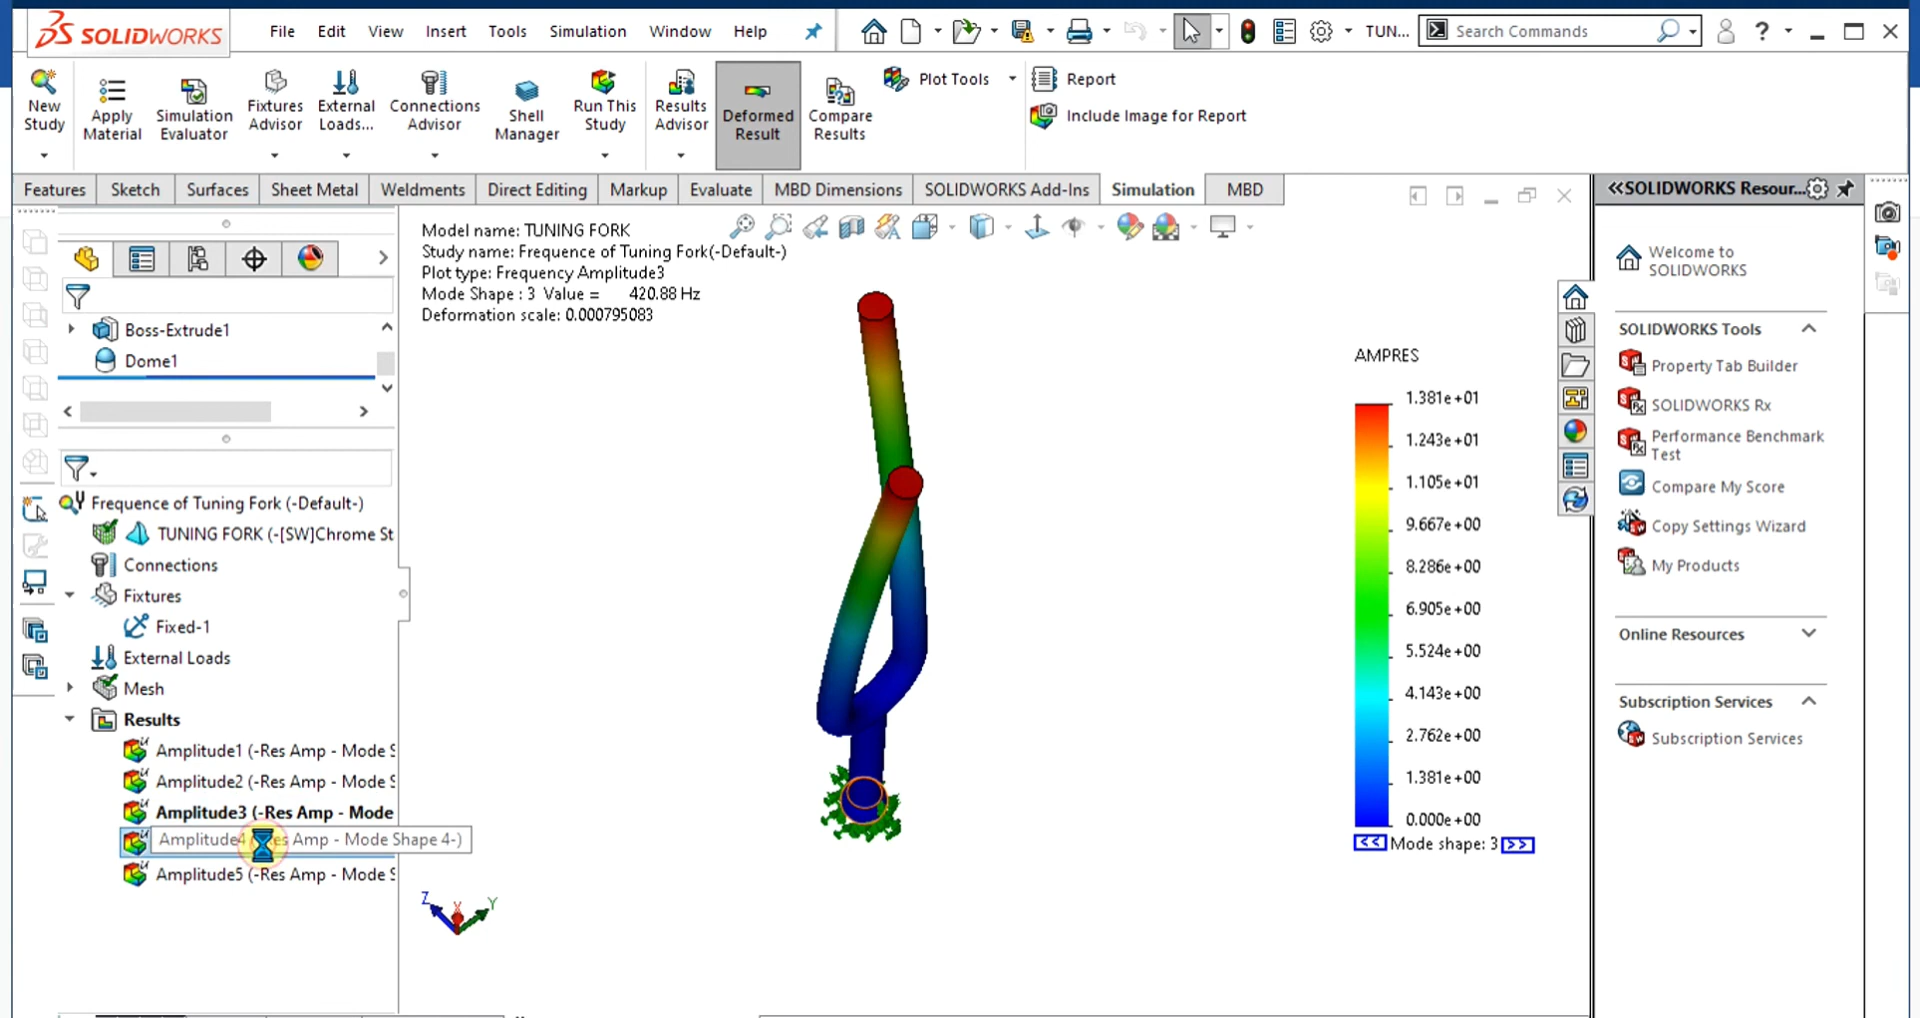 SOLIDWORKS
File Edit View Insert Tools Simulation Window Help
TUN...
Search Commands
New Study
Apply Material
Simulation Evaluator
Fixtures Advisor
External Loads...
Connections Advisor
Shell Manager
Run This Study
Results Advisor
Deformed Result
Compare Results
Plot Tools
Report
Include Image for Report
Features Sketch Surfaces Sheet Metal Weldments Direct Editing Markup Evaluate MBD Dimensions SOLIDWORKS Add-Ins Simulation MBD
Boss-Extrude1
Dome1
Frequence of Tuning Fork (-Default-)
TUNING FORK (-[SW]Chrome St
Connections
Fixtures
Fixed-1
External Loads
Mesh
Results
Amplitude1 (-Res Amp - Mode S
Amplitude2 (-Res Amp - Mode S
Amplitude3 (-Res Amp - Mode
Amplitude4 (-Res Amp - Mode Shape 4-)
Amplitude5 (-Res Amp - Mode S
Model name: TUNING FORK
Study name: Frequence of Tuning Fork(-Default-)
Plot type: Frequency Amplitude3
Mode Shape : 3 Value = 420.88 Hz
Deformation scale: 0.000795083
Z X Y
AMPRES
1.381e+01
1.243e+01
1.105e+01
9.667e+00
8.286e+00
6.905e+00
5.524e+00
4.143e+00
2.762e+00
1.381e+00
0.000e+00
<< Mode shape: 3 >>
SOLIDWORKS Resour...
Welcome to
SOLIDWORKS
SOLIDWORKS Tools
Property Tab Builder
SOLIDWORKS Rx
Performance Benchmark
Test
Compare My Score
Copy Settings Wizard
My Products
Online Resources
Subscription Services
Subscription Services